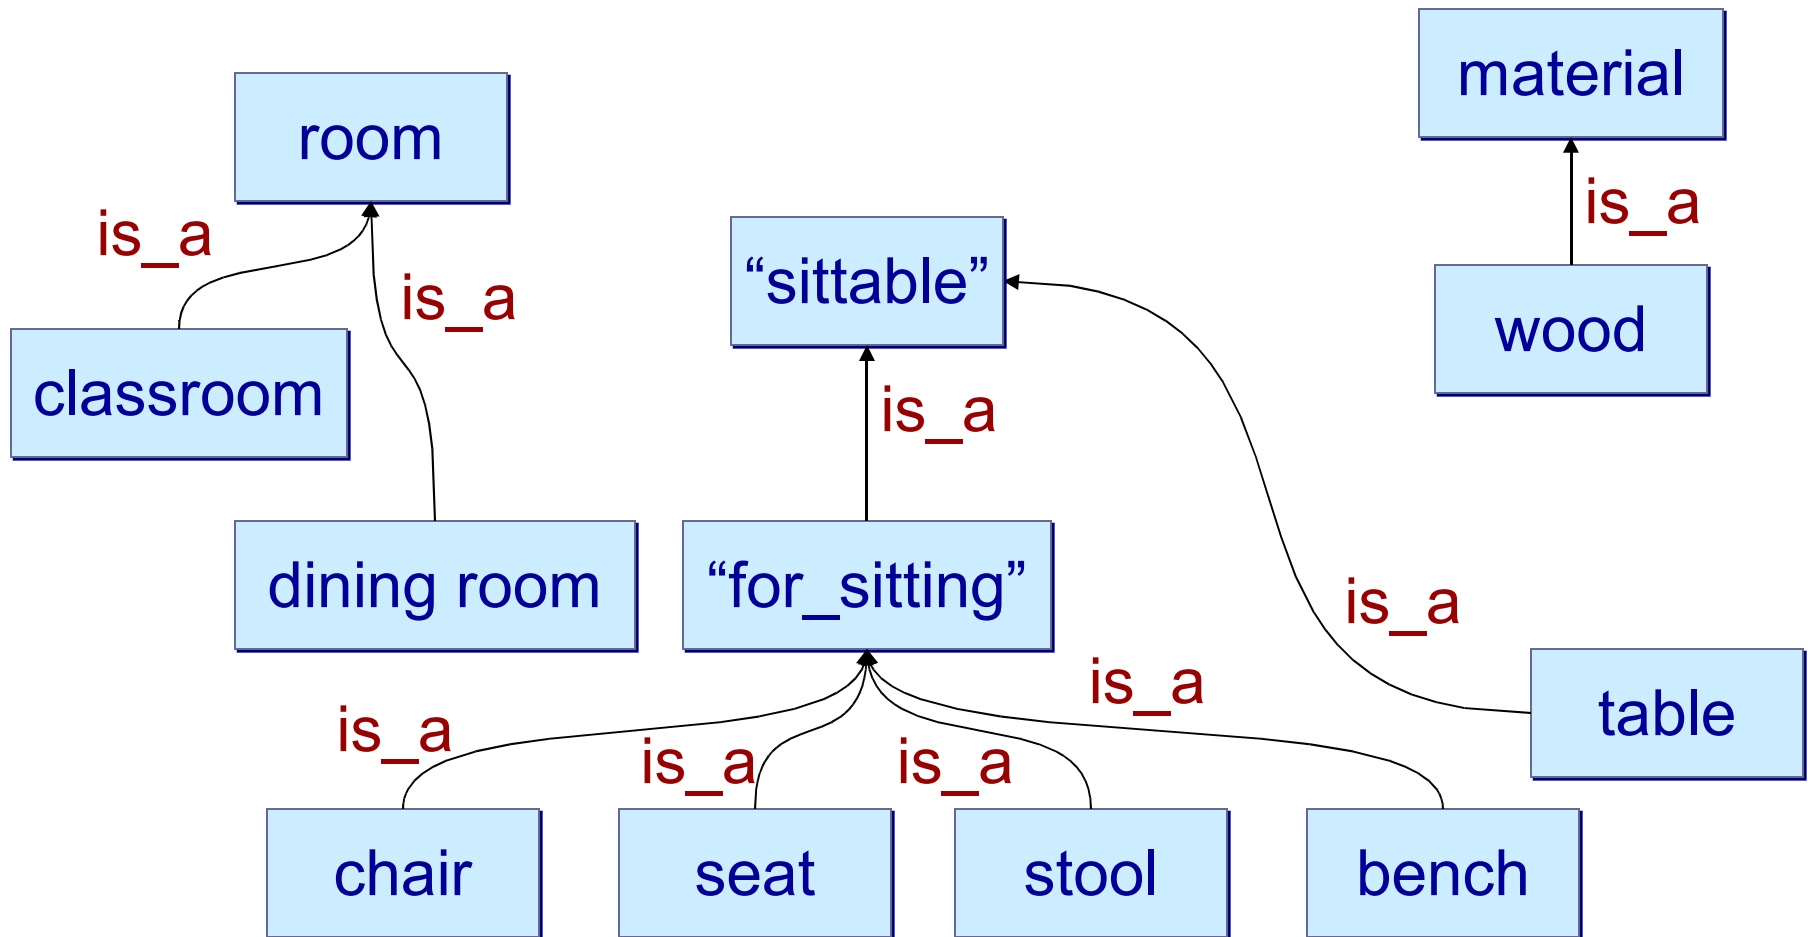 material
room
is_a
is_a
“sittable”
is_a
wood
classroom
is_a
dining room
“for_sitting”
is_a
is_a
table
is_a
is_a
is_a
chair
seat
stool
bench